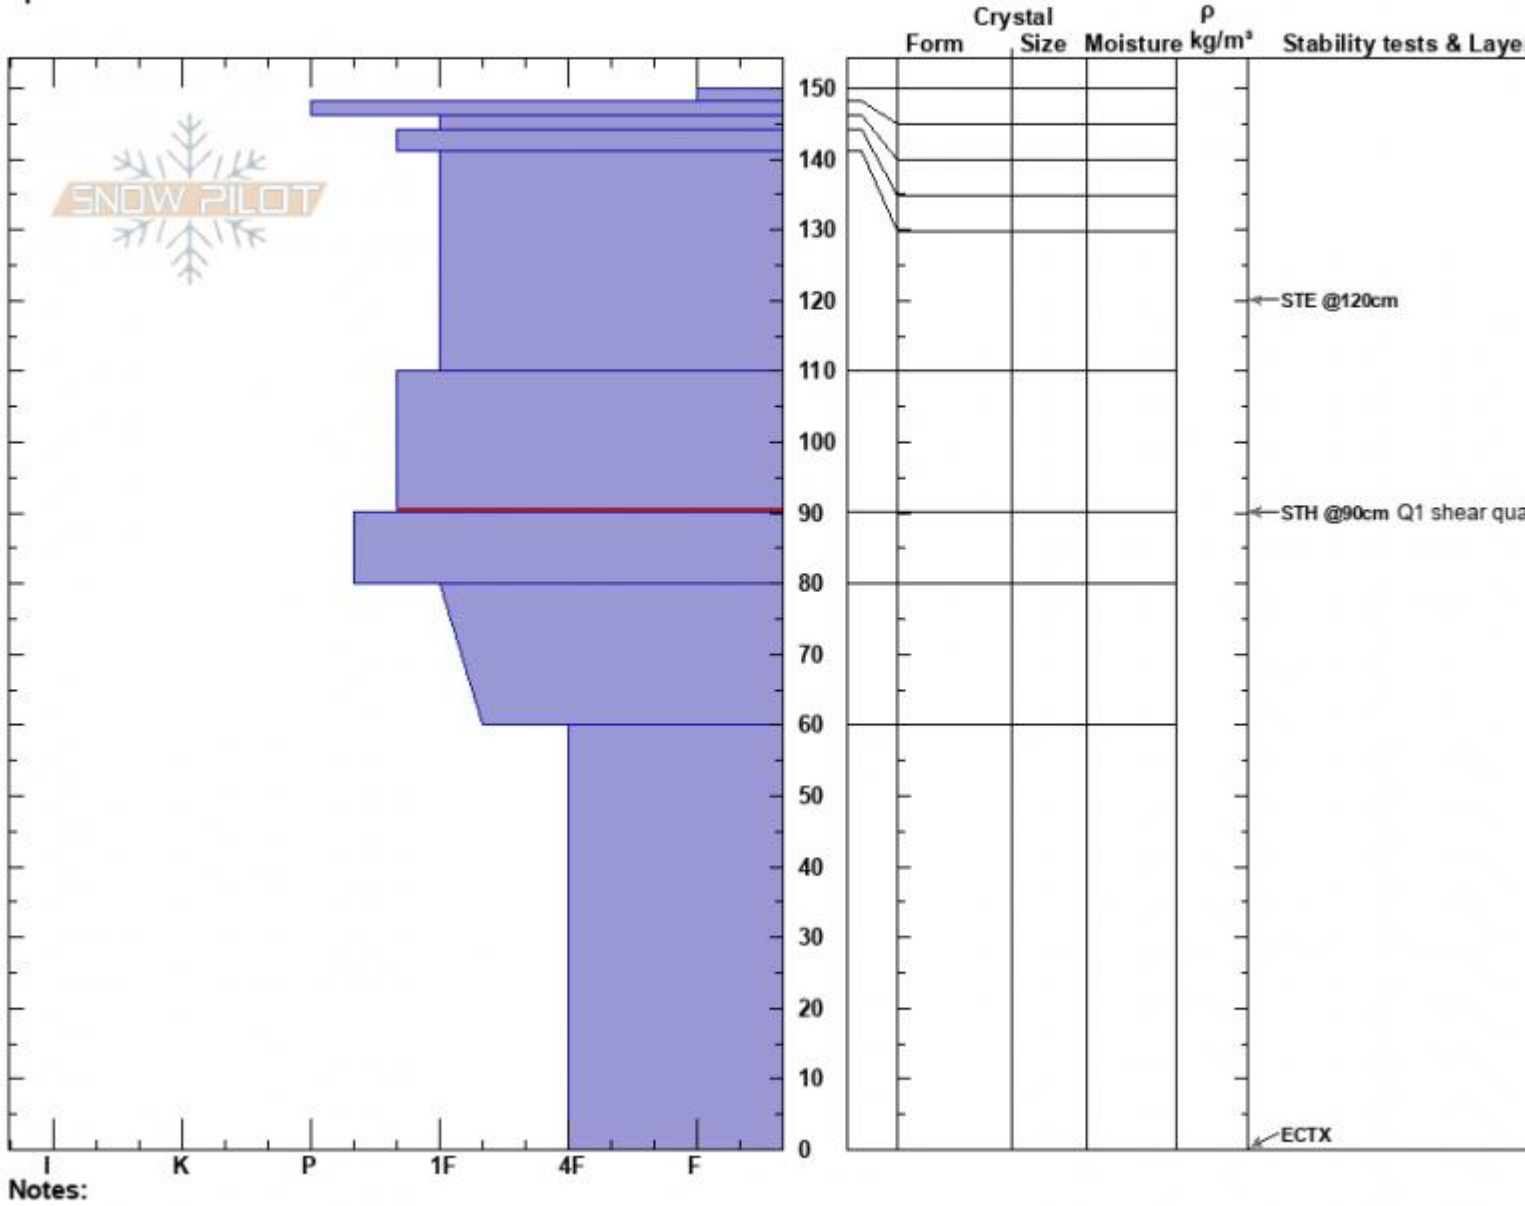 Crystal ρ
Form Size Moisture kg/m³ Stability tests & Laye
150
SNOW PILOT
140
130
120 STE @120cm
110
100
90 STH @90cm Q1 shear qua
80
70
60
50
40
30
20
10
0 ECTX
I K P 1F 4F F
Notes: